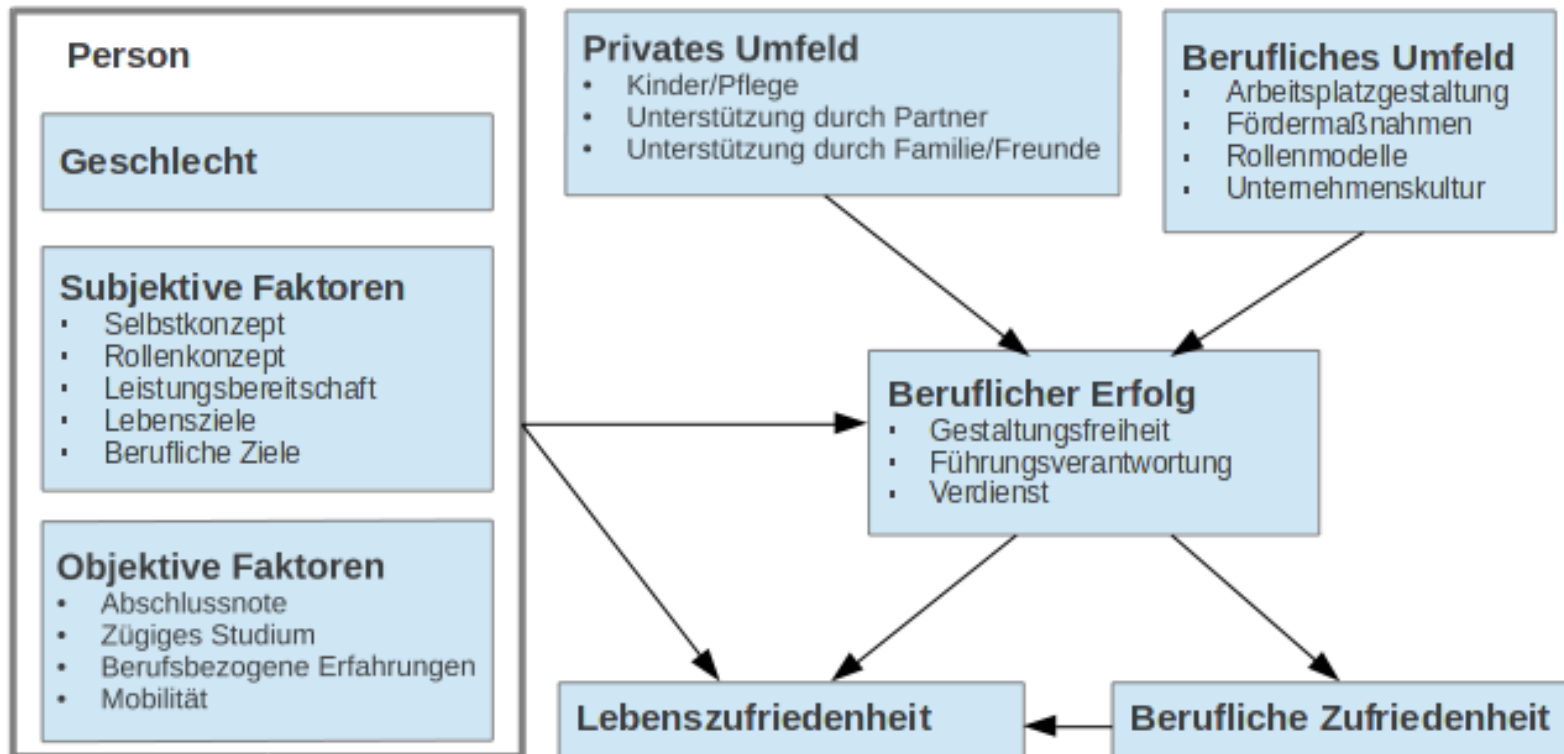 Person
Geschlecht
Subjektive Faktoren
▪ Selbstkonzept
▪ Rollenkonzept
▪ Leistungsbereitschaft
▪ Lebensziele
▪ Berufliche Ziele
Objektive Faktoren
• Abschlussnote
• Zügiges Studium
• Berufsbezogene Erfahrungen
• Mobilität
Privates Umfeld
• Kinder/Pflege
• Unterstützung durch Partner
• Unterstützung durch Familie/Freunde
Berufliches Umfeld
▪ Arbeitsplatzgestaltung
▪ Fördermaßnahmen
▪ Rollenmodelle
▪ Unternehmenskultur
Beruflicher Erfolg
▪ Gestaltungsfreiheit
▪ Führungsverantwortung
▪ Verdienst
Lebenszufriedenheit
Berufliche Zufriedenheit